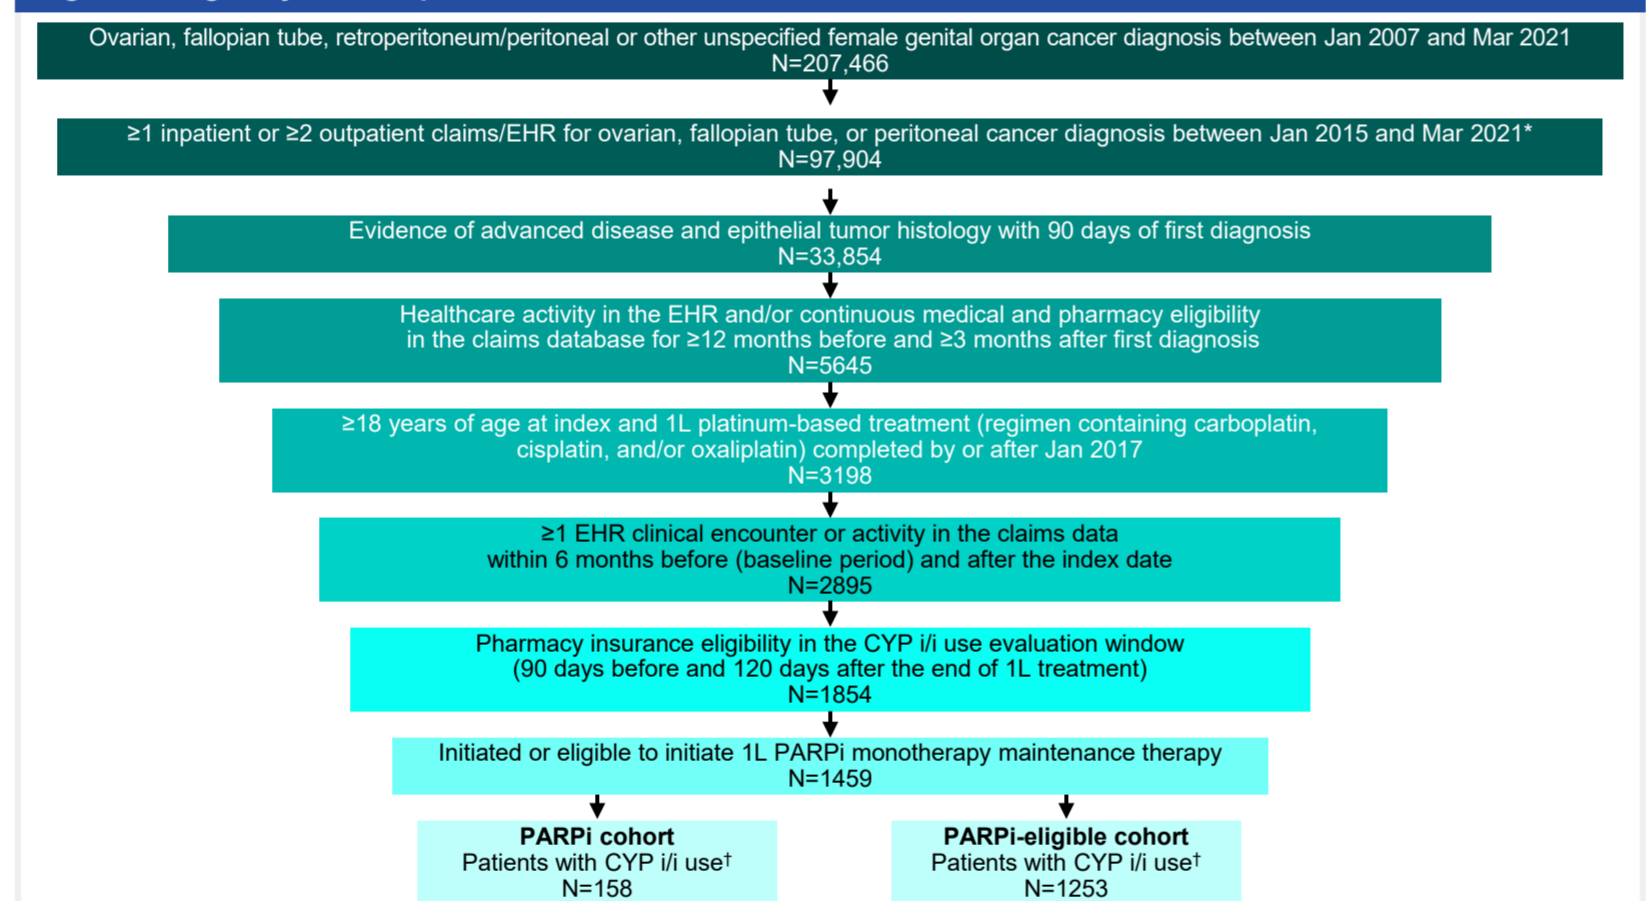 Ovarian, fallopian tube, retroperitoneum/peritoneal or other unspecified female genital organ cancer diagnosis between Jan 2007 and Mar 2021
N=207,466
≥1 inpatient or ≥2 outpatient claims/EHR for ovarian, fallopian tube, or peritoneal cancer diagnosis between Jan 2015 and Mar 2021*
N=97,904
Evidence of advanced disease and epithelial tumor histology with 90 days of first diagnosis
N=33,854
Healthcare activity in the EHR and/or continuous medical and pharmacy eligibility
in the claims database for ≥12 months before and ≥3 months after first diagnosis
N=5645
≥18 years of age at index and 1L platinum-based treatment (regimen containing carboplatin,
cisplatin, and/or oxaliplatin) completed by or after Jan 2017
N=3198
≥1 EHR clinical encounter or activity in the claims data
within 6 months before (baseline period) and after the index date
N=2895
Pharmacy insurance eligibility in the CYP i/i use evaluation window
(90 days before and 120 days after the end of 1L treatment)
N=1854
Initiated or eligible to initiate 1L PARPi monotherapy maintenance therapy
N=1459
PARPi cohort
Patients with CYP i/i use†
N=158
PARPi-eligible cohort
Patients with CYP i/i use†
N=1253